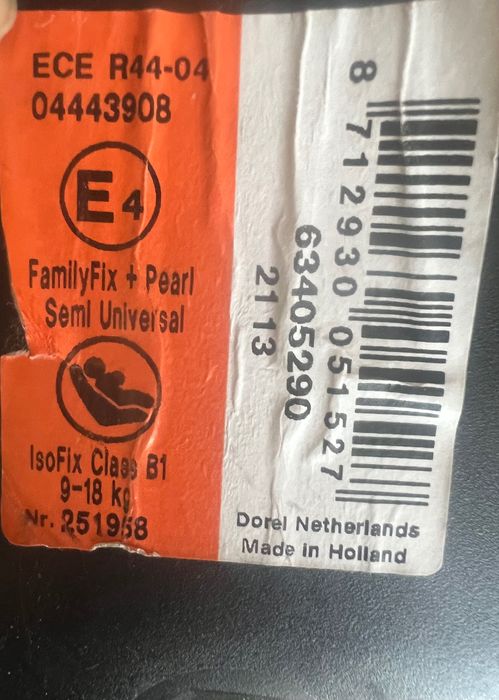 ECE R44-04
04443908
E4
FamilyFix + Pearl
Semi Universal
IsoFix Class B1
9-18 kg
Nr. 251958
8 712930 051527
63405290
2113
Dorel Netherlands
Made in Holland